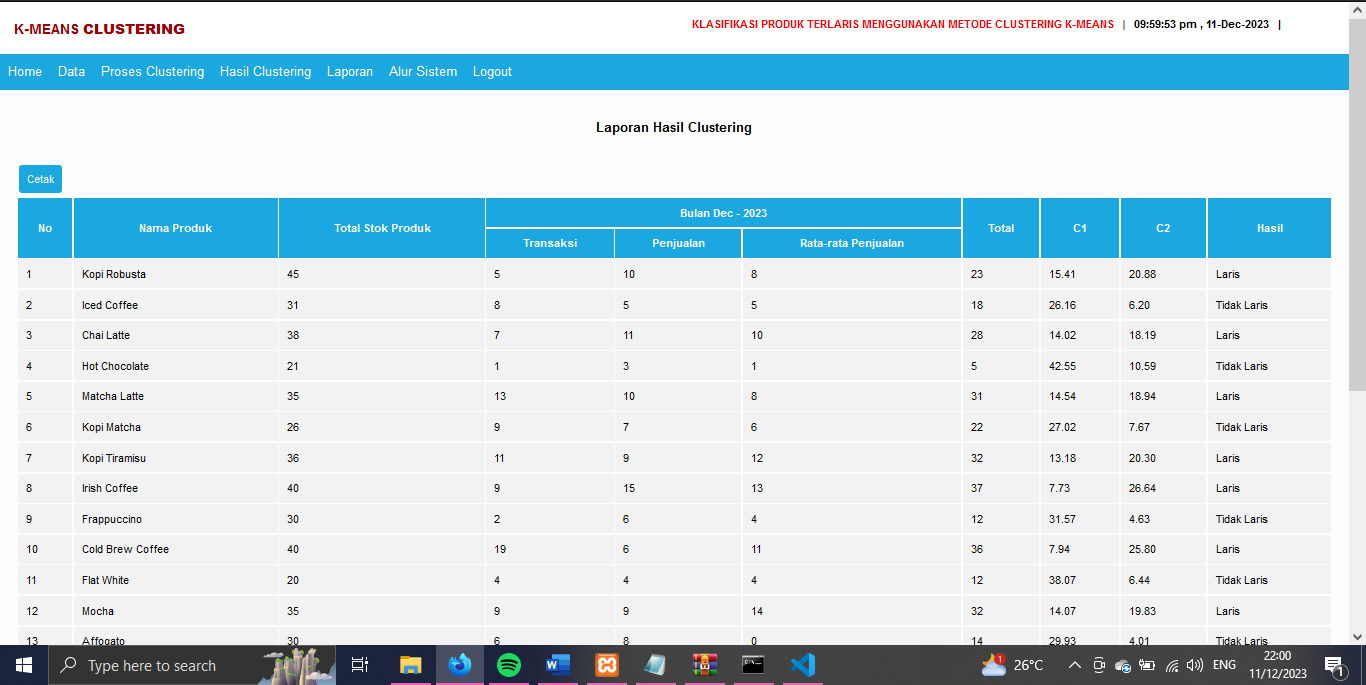 K-MEANS CLUSTERING
KLASIFIKASI PRODUK TERLARIS MENGGUNAKAN METODE CLUSTERING K-MEANS | 09:59:53 pm , 11-Dec-2023 |
Home Data Proses Clustering Hasil Clustering Laporan Alur Sistem Logout
Laporan Hasil Clustering
Cetak
No Nama Produk Total Stok Produk Bulan Dec - 2023 Total C1 C2 Hasil
Transaksi Penjualan Rata-rata Penjualan
1 Kopi Robusta 45 5 10 8 23 15.41 20.88 Laris
2 Iced Coffee 31 8 5 5 18 26.16 6.20 Tidak Laris
3 Chai Latte 38 7 11 10 28 14.02 18.19 Laris
4 Hot Chocolate 21 1 3 1 5 42.55 10.59 Tidak Laris
5 Matcha Latte 35 13 10 8 31 14.54 18.94 Laris
6 Kopi Matcha 26 9 7 6 22 27.02 7.67 Tidak Laris
7 Kopi Tiramisu 36 11 9 12 32 13.18 20.30 Laris
8 Irish Coffee 40 9 15 13 37 7.73 26.64 Laris
9 Frappuccino 30 2 6 4 12 31.57 4.63 Tidak Laris
10 Cold Brew Coffee 40 19 6 11 36 7.94 25.80 Laris
11 Flat White 20 4 4 4 12 38.07 6.44 Tidak Laris
12 Mocha 35 9 9 14 32 14.07 19.83 Laris
13 Affogato 30 6 8 0 14 29.93 4.01 Tidak Laris
Type here to search
1 26°C ENG 22:00
11/12/2023 1